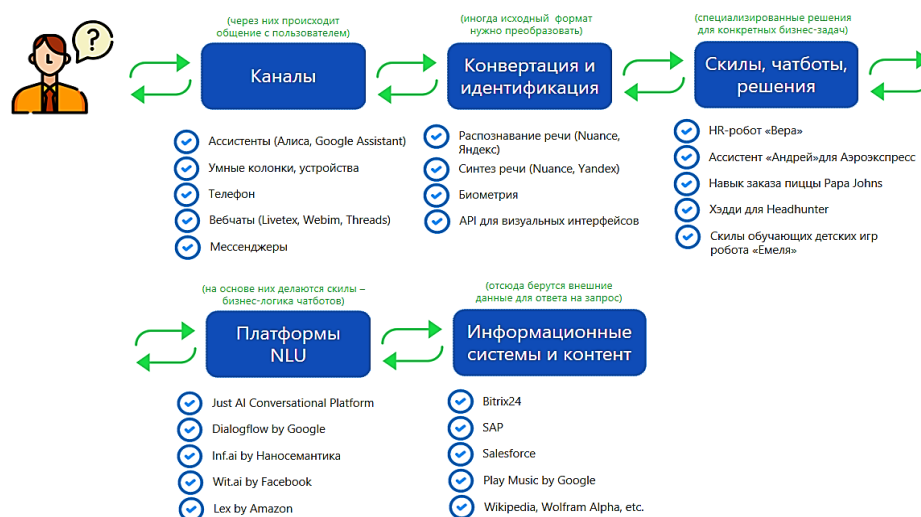 (через них происходит
общение с пользователем)
Каналы
Ассистенты (Алиса, Google Assistant)
Умные колонки, устройства
Телефон
Вебчаты (Livetex, Webim, Threads)
Мессенджеры
(иногда исходный формат
нужно преобразовать)
Конвертация и
идентификация
Распознавание речи (Nuance,
Яндекс)
Синтез речи (Nuance, Yandex)
Биометрия
API для визуальных интерфейсов
(специализированные решения
для конкретных бизнес-задач)
Скилы, чатботы,
решения
HR-робот «Вера»
Ассистент «Андрей»для Аэроэкспресс
Навык заказа пиццы Papa Johns
Хэдди для Headhunter
Скилы обучающих детских игр
робота «Емеля»
(на основе них делаются скилы –
бизнес-логика чатботов)
Платформы
NLU
Just AI Conversational Platform
Dialogflow by Google
Inf.ai by Наносемантика
Wit.ai by Facebook
Lex by Amazon
(отсюда берутся внешние
данные для ответа на запрос)
Информационные
системы и контент
Bitrix24
SAP
Salesforce
Play Music by Google
Wikipedia, Wolfram Alpha, etc.